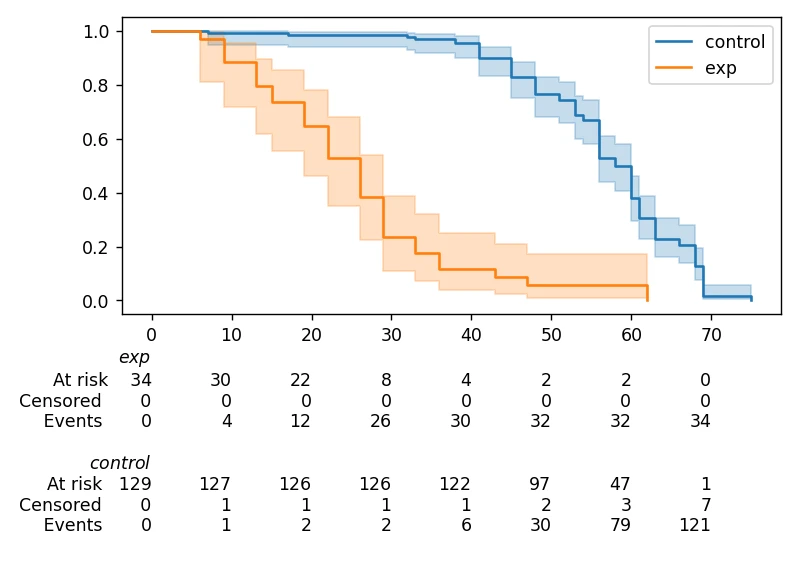 1.0
0.8
0.6
0.4
0.2
0.0
control
exp
0 10 20 30 40 50 60 70
exp
At risk 34 30 22 8 4 2 2 0
Censored 0 0 0 0 0 0 0 0
Events 0 4 12 26 30 32 32 34
control
At risk 129 127 126 126 122 97 47 1
Censored 0 1 1 1 1 2 3 7
Events 0 1 2 2 6 30 79 121